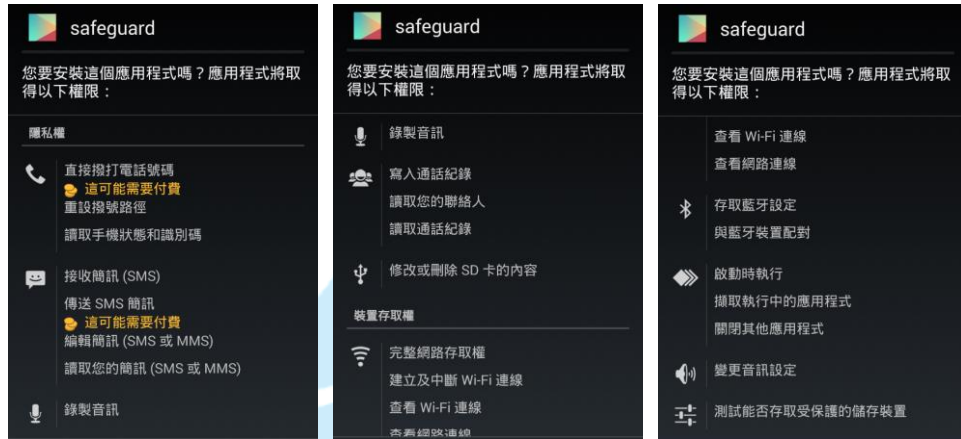 safeguard
您要安裝這個應用程式嗎？應用程式將取
得以下權限：
隱私權
直接撥打電話號碼
這可能需要付費
重設撥號路徑
讀取手機狀態和識別碼
接收簡訊 (SMS)
傳送 SMS 簡訊
這可能需要付費
編輯簡訊 (SMS 或 MMS)
讀取您的簡訊 (SMS 或 MMS)
錄製音訊
safeguard
您要安裝這個應用程式嗎？應用程式將取
得以下權限：
錄製音訊
寫入通話紀錄
讀取您的聯絡人
讀取通話紀錄
修改或刪除 SD 卡的內容
裝置存取權
完整網路存取權
建立及中斷 Wi-Fi 連線
查看 Wi-Fi 連線
查看網路連線
safeguard
您要安裝這個應用程式嗎？應用程式將取
得以下權限：
查看 Wi-Fi 連線
查看網路連線
存取藍牙設定
與藍牙裝置配對
啟動時執行
擷取執行中的應用程式
關閉其他應用程式
變更音訊設定
測試能否存取受保護的儲存裝置